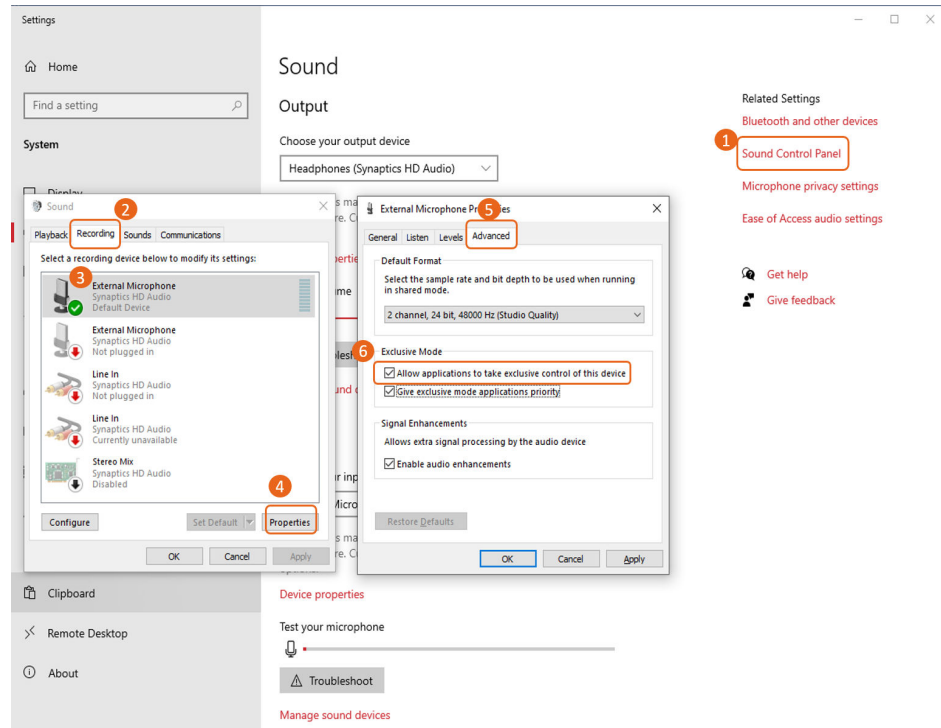 Settings
Home
Find a setting
System
Display
Clipboard
Remote Desktop
About
Sound
Output
Choose your output device
Headphones (Synaptics HD Audio)
Device properties
Test your microphone
Troubleshoot
Manage sound devices
Related Settings
Bluetooth and other devices
1
Sound Control Panel
Microphone privacy settings
Ease of Access audio settings
Get help
Give feedback
Sound
2
Playback Recording Sounds Communications
Select a recording device below to modify its settings:
3
External Microphone
Synaptics HD Audio
Default Device
External Microphone
Synaptics HD Audio
Not plugged in
Line In
Synaptics HD Audio
Not plugged in
Line In
Synaptics HD Audio
Currently unavailable
Stereo Mix
Synaptics HD Audio
Disabled
4
Configure Set Default Properties
OK Cancel Apply
External Microphone Properties
5
General Listen Levels Advanced
Default Format
Select the sample rate and bit depth to be used when running
in shared mode.
2 channel, 24 bit, 48000 Hz (Studio Quality)
6
Exclusive Mode
Allow applications to take exclusive control of this device
Give exclusive mode applications priority
Signal Enhancements
Allows extra signal processing by the audio device
Enable audio enhancements
Restore Defaults
OK Cancel Apply